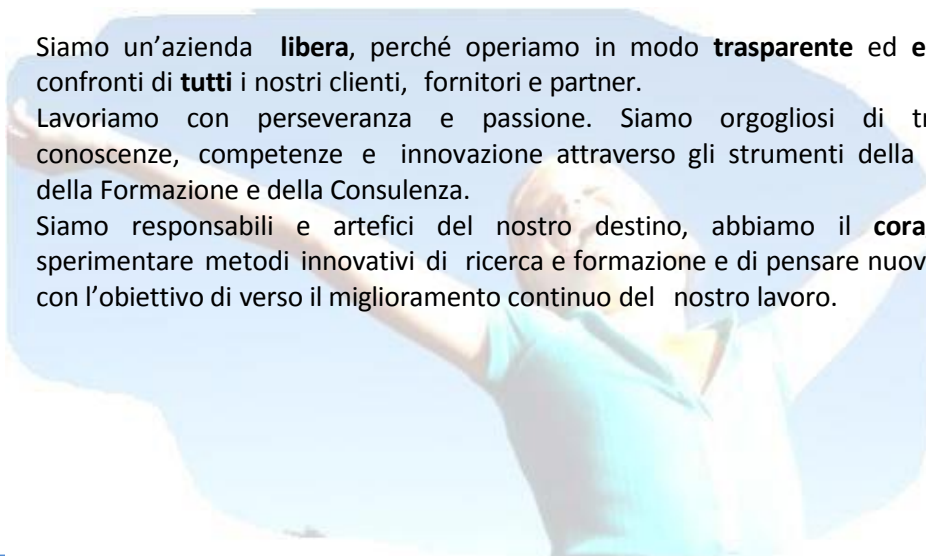 Siamo un’azienda libera, perché operiamo in modo trasparente ed
confronti di tutti i nostri clienti, fornitori e partner.
Lavoriamo con perseveranza e passione. Siamo orgogliosi di
conoscenze, competenze e innovazione attraverso gli strumenti della
della Formazione e della Consulenza.
Siamo responsabili e artefici del nostro destino, abbiamo il
sperimentare metodi innovativi di ricerca e formazione e di pensare
con l’obiettivo di verso il miglioramento continuo del nostro lavoro.